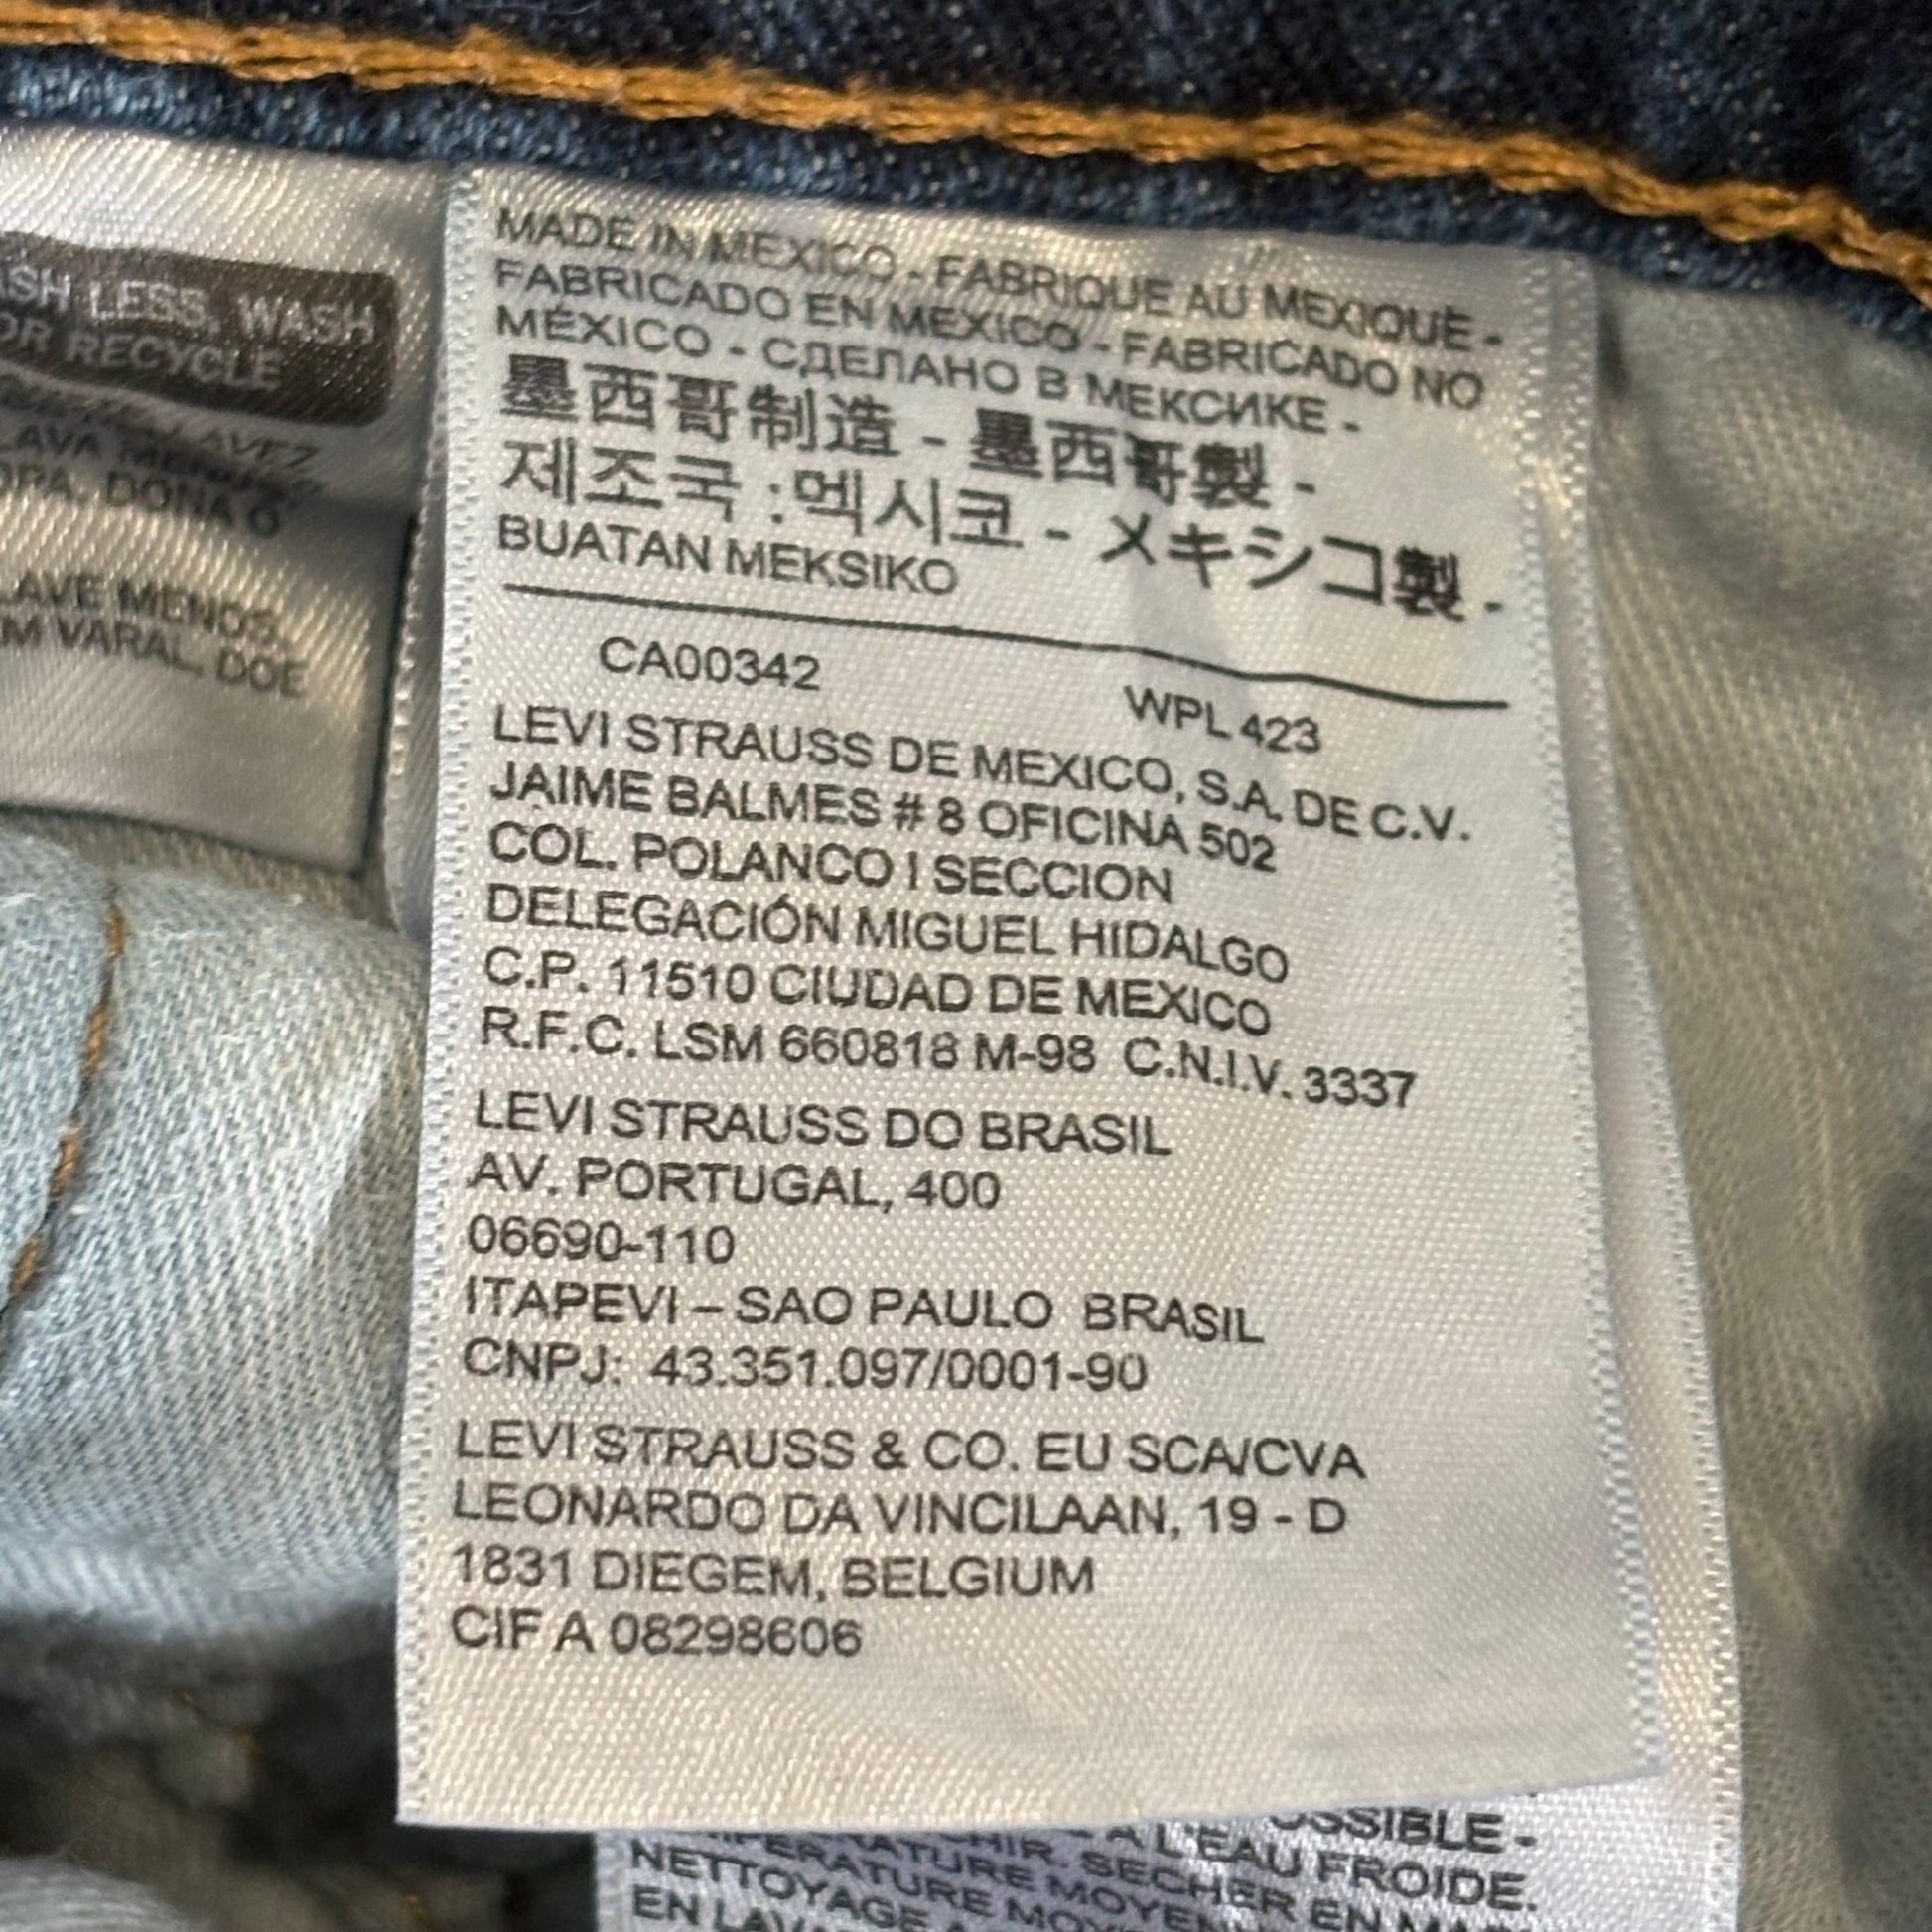 MADE IN MEXICO - FABRIQUE AU MEXIQUE -
FABRICADO EN MEXICO - FABRICADO NO
MÉXICO - СДЕЛАНО В МЕКСИКЕ -
墨西哥制造 - 墨西哥製 -
제조국 : 멕시코 - メキシコ製 -
BUATAN MEKSIKO
CA00342 WPL 423
LEVI STRAUSS DE MEXICO, S.A. DE C.V.
JAIME BALMES # 8 OFICINA 502
COL. POLANCO I SECCION
DELEGACIÓN MIGUEL HIDALGO
C.P. 11510 CIUDAD DE MEXICO
R.F.C. LSM 660818 M-98 C.N.I.V. 3337
LEVI STRAUSS DO BRASIL
AV. PORTUGAL, 400
06690-110
ITAPEVI – SAO PAULO BRASIL
CNPJ: 43.351.097/0001-90
LEVI STRAUSS & CO. EU SCA/CVA
LEONARDO DA VINCILAAN, 19 - D
1831 DIEGEM, BELGIUM
CIF A 08298606
LESS, WASH
OR RECYCLE
LAVA
DONA O
MENOS,
VARAL, DOE
A L'EAU FROIDE.
SÉCHER EN
NETTOYAGE
EN